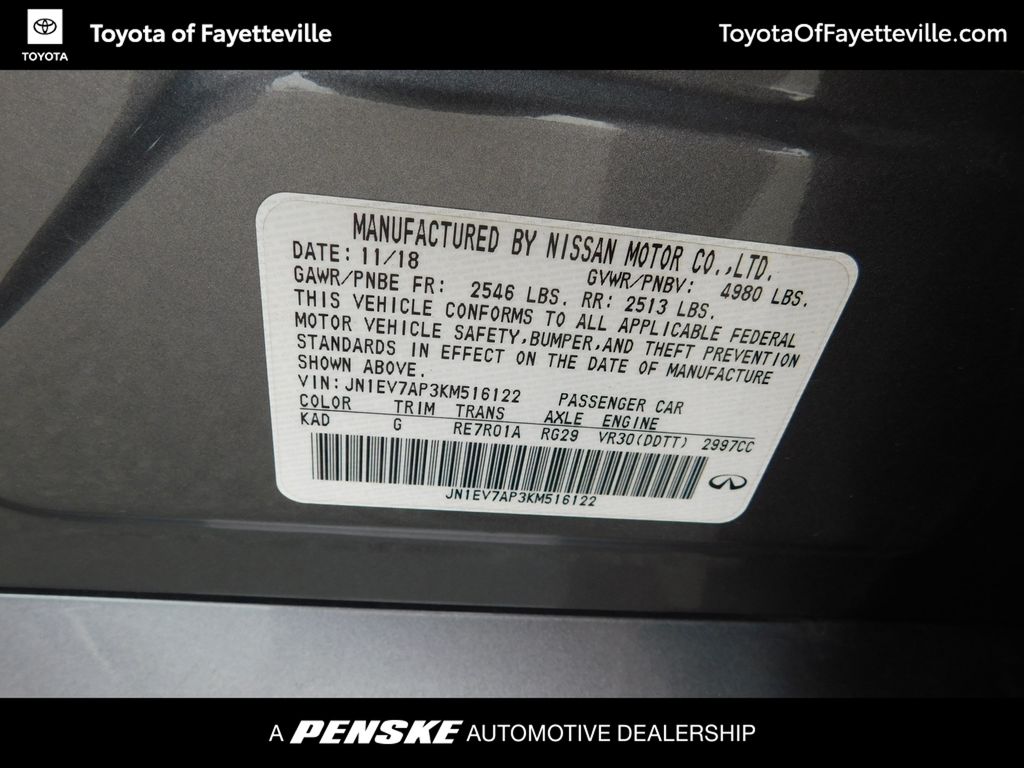 TOYOTA
Toyota of Fayetteville
ToyotaOfFayetteville.com
MANUFACTURED BY NISSAN MOTOR CO.,LTD.
DATE: 11/18 GVWR/PNBV: 4980 LBS.
GAWR/PNBE FR: 2546 LBS. RR: 2513 LBS.
THIS VEHICLE CONFORMS TO ALL APPLICABLE FEDERAL
MOTOR VEHICLE SAFETY,BUMPER,AND THEFT PREVENTION
STANDARDS IN EFFECT ON THE DATE OF MANUFACTURE
SHOWN ABOVE.
VIN: JN1EV7AP3KM516122 PASSENGER CAR
COLOR TRIM TRANS AXLE ENGINE
KAD G RE7R01A RG29 VR30(DDTT) 2997CC
JN1EV7AP3KM516122
A PENSKE AUTOMOTIVE DEALERSHIP